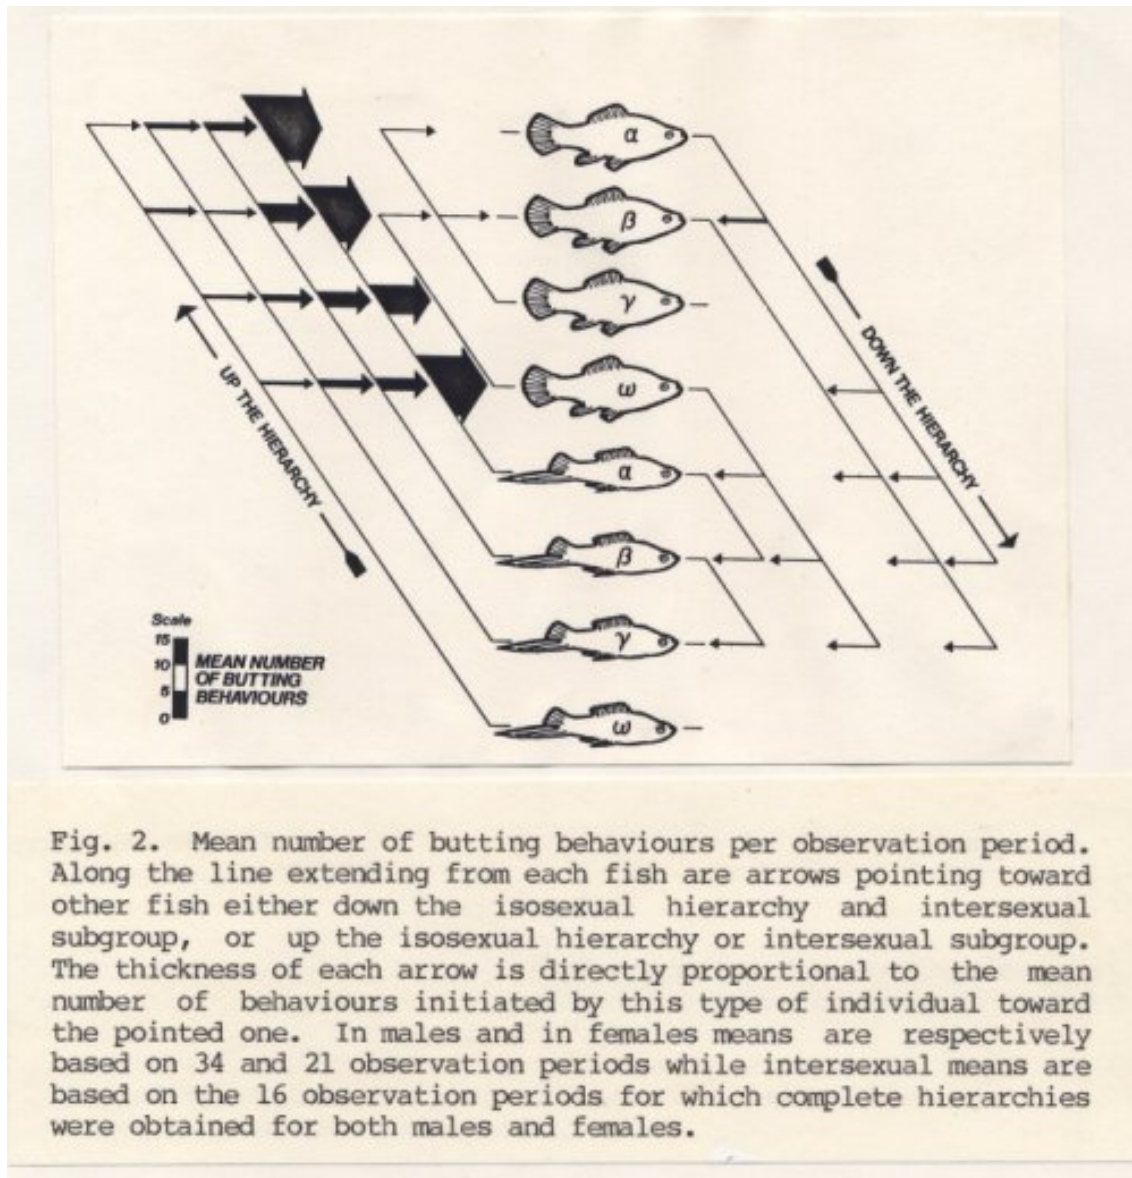 α
β
γ
ω
α
β
γ
ω
UP THE HIERARCHY
DOWN THE HIERARCHY
Scale
15
10
5
0
MEAN NUMBER
OF BUTTING
BEHAVIOURS
Fig. 2. Mean number of butting behaviours per observation period.
Along the line extending from each fish are arrows pointing toward
other fish either down the isosexual hierarchy and intersexual
subgroup, or up the isosexual hierarchy or intersexual subgroup.
The thickness of each arrow is directly proportional to the mean
number of behaviours initiated by this type of individual toward
the pointed one. In males and in females means are respectively
based on 34 and 21 observation periods while intersexual means are
based on the 16 observation periods for which complete hierarchies
were obtained for both males and females.